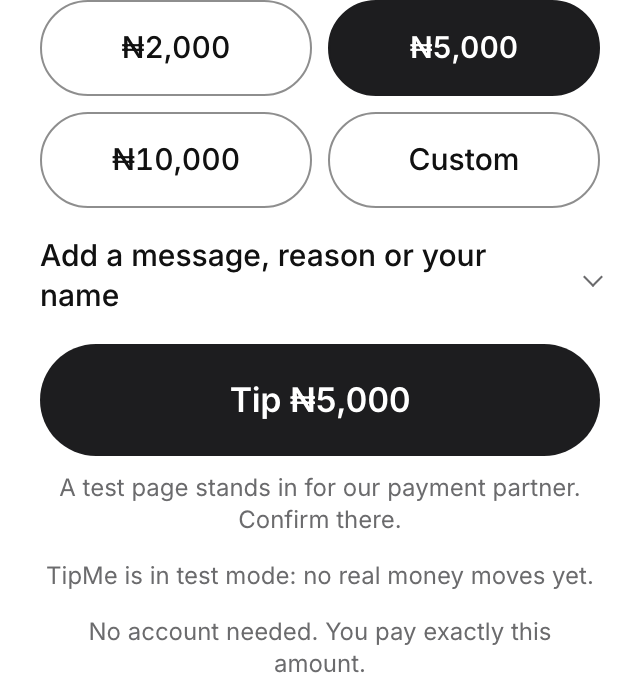 ₦2,000
₦5,000
₦10,000
Custom
Add a message, reason or your
name
Tip ₦5,000
A test page stands in for our payment partner.
Confirm there.
TipMe is in test mode: no real money moves yet.
No account needed. You pay exactly this
amount.